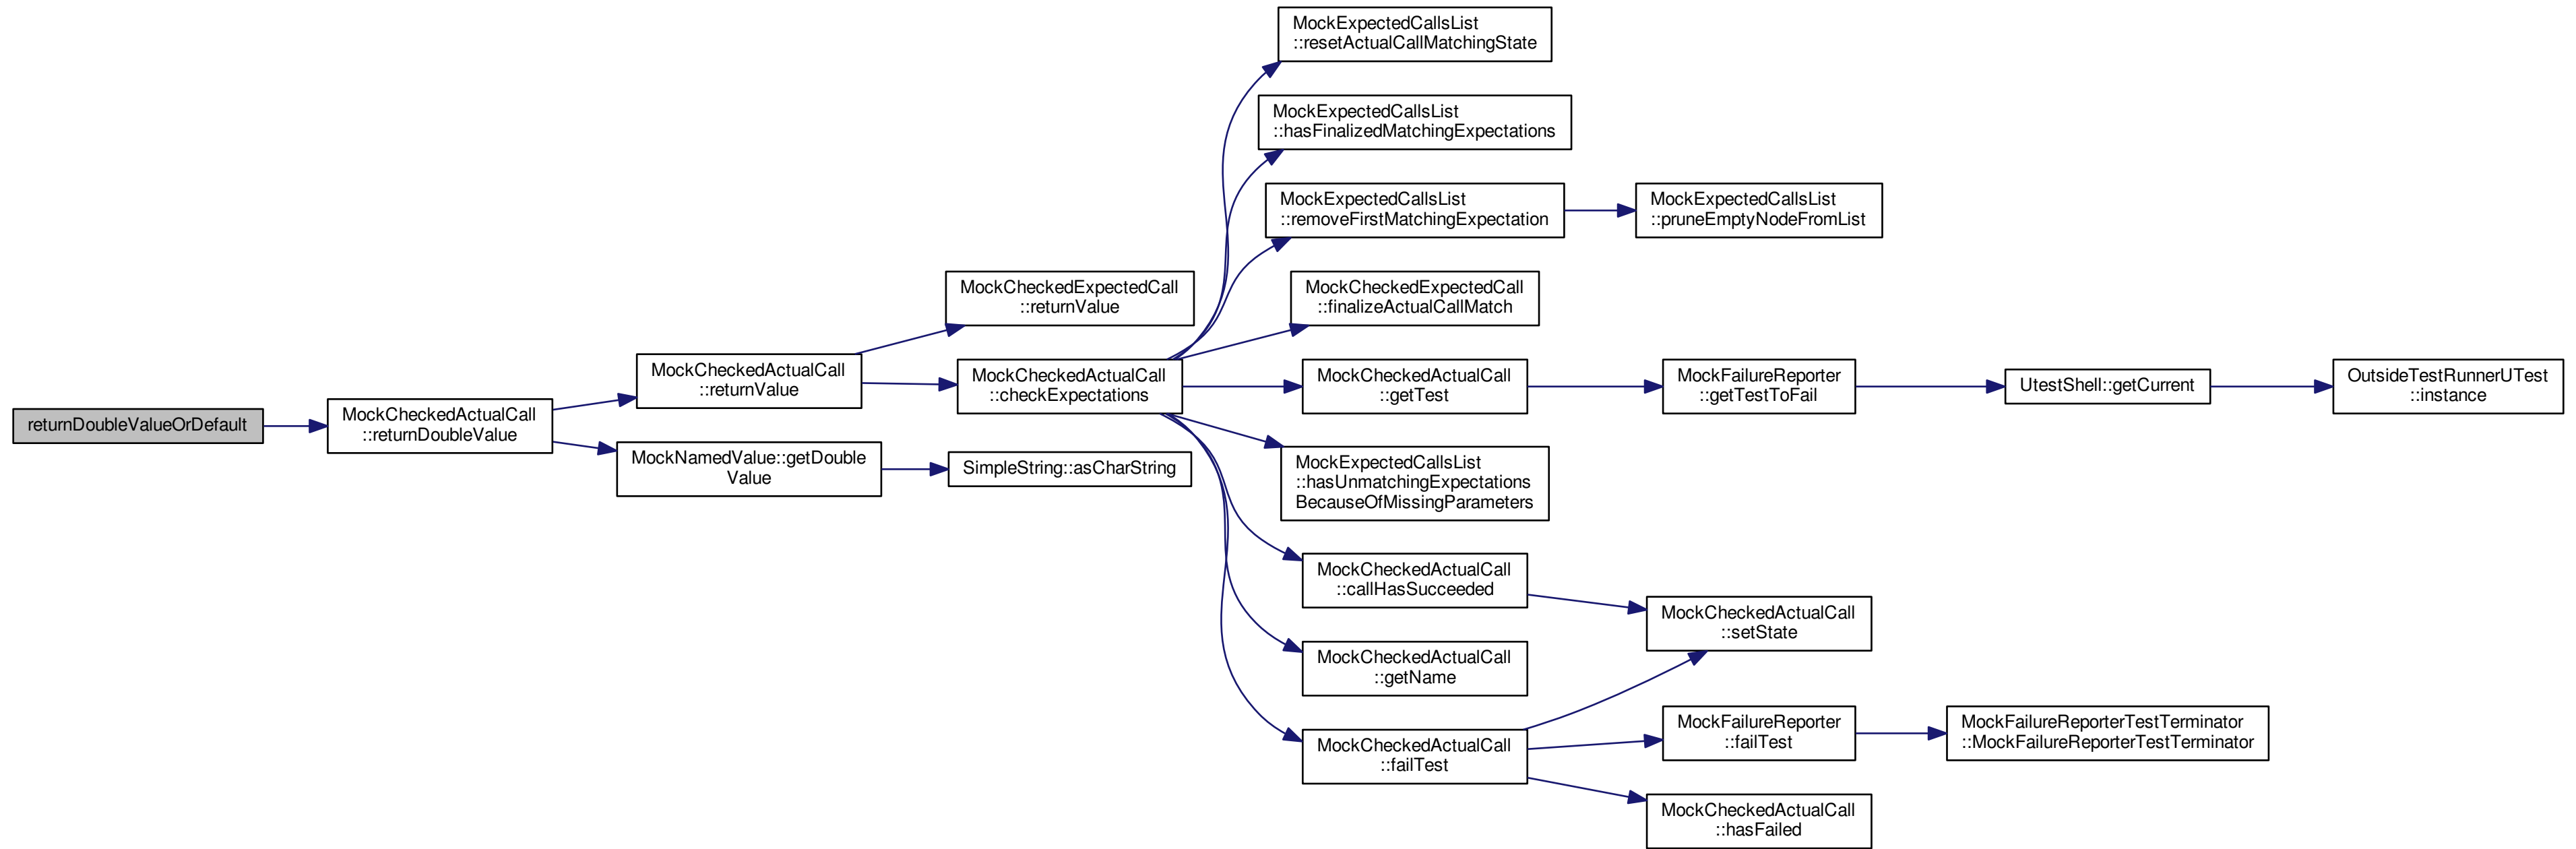 returnDoubleValueOrDefault
MockCheckedActualCall
::returnDoubleValue
MockCheckedActualCall
::returnValue
MockNamedValue::getDouble
Value
MockCheckedExpectedCall
::returnValue
MockCheckedActualCall
::checkExpectations
SimpleString::asCharString
MockExpectedCallsList
::resetActualCallMatchingState
MockExpectedCallsList
::hasFinalizedMatchingExpectations
MockExpectedCallsList
::removeFirstMatchingExpectation
MockExpectedCallsList
::pruneEmptyNodeFromList
MockCheckedExpectedCall
::finalizeActualCallMatch
MockCheckedActualCall
::getTest
MockFailureReporter
::getTestToFail
UtestShell::getCurrent
OutsideTestRunnerUTest
::instance
MockExpectedCallsList
::hasUnmatchingExpectations
BecauseOfMissingParameters
MockCheckedActualCall
::callHasSucceeded
MockCheckedActualCall
::setState
MockCheckedActualCall
::getName
MockCheckedActualCall
::failTest
MockFailureReporter
::failTest
MockFailureReporterTestTerminator
::MockFailureReporterTestTerminator
MockCheckedActualCall
::hasFailed